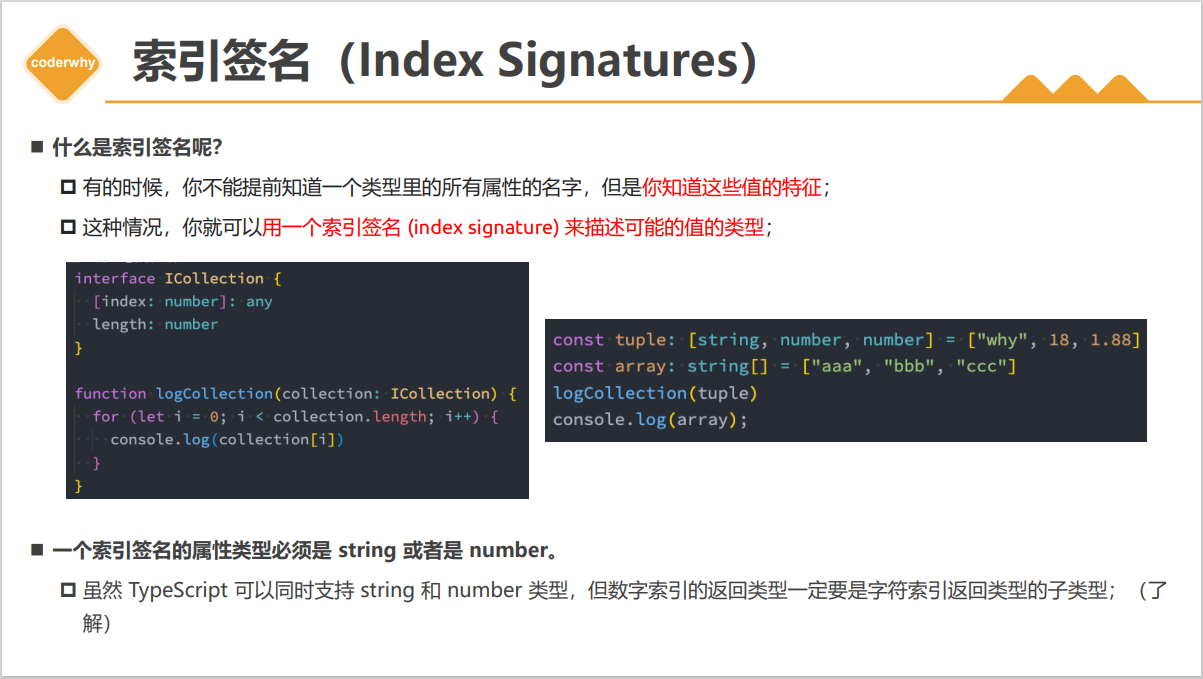 coderwhy
索引签名（Index Signatures）
什么是索引签名呢？
有的时候，你不能提前知道一个类型里的所有属性的名字，但是你知道这些值的特征；
这种情况，你就可以用一个索引签名 (index signature) 来描述可能的值的类型；
interface ICollection {
[index: number]: any
length: number
}
function logCollection(collection: ICollection) {
for (let i = 0; i < collection.length; i++) {
console.log(collection[i])
}
}
const tuple: [string, number, number] = ["why", 18, 1.88]
const array: string[] = ["aaa", "bbb", "ccc"]
logCollection(tuple)
console.log(array);
一个索引签名的属性类型必须是 string 或者是 number。
虽然 TypeScript 可以同时支持 string 和 number 类型，但数字索引的返回类型一定要是字符索引返回类型的子类型；（了
解）